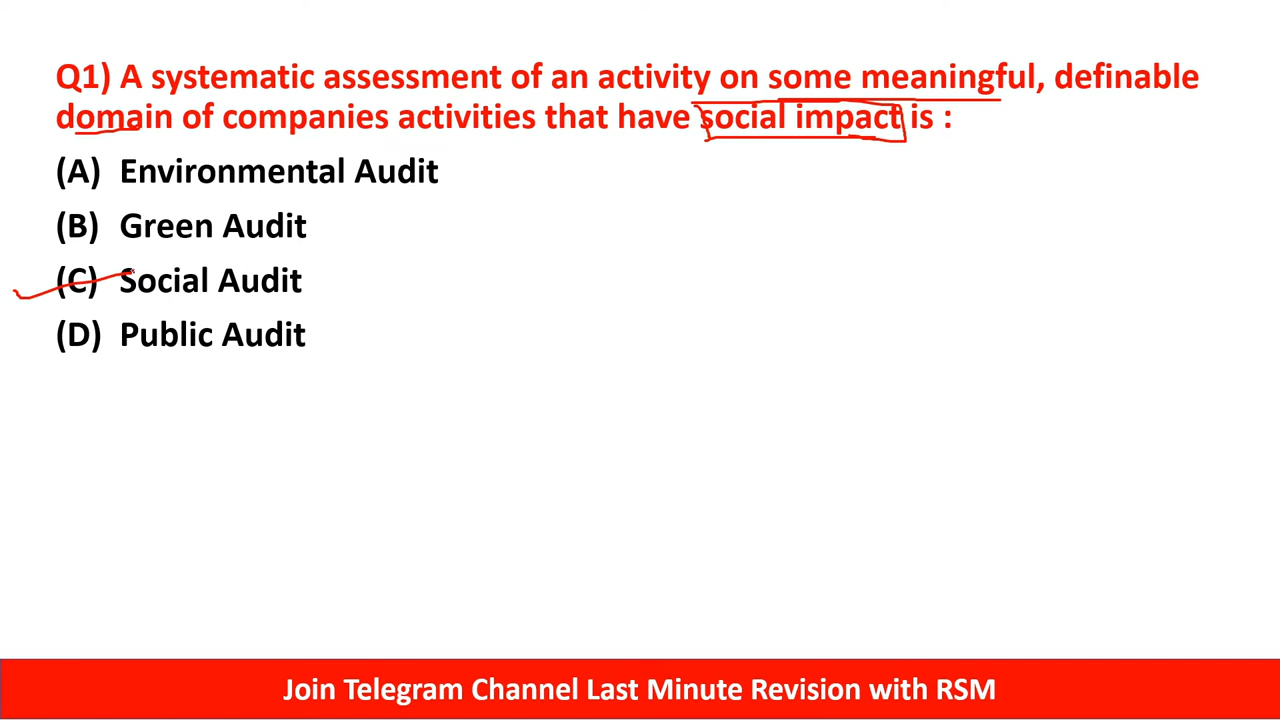 Q1) A systematic assessment of an activity on some meaningful, definable
domain of companies activities that have social impact is :
(A) Environmental Audit
(B) Green Audit
(C) Social Audit
(D) Public Audit
Join Telegram Channel Last Minute Revision with RSM